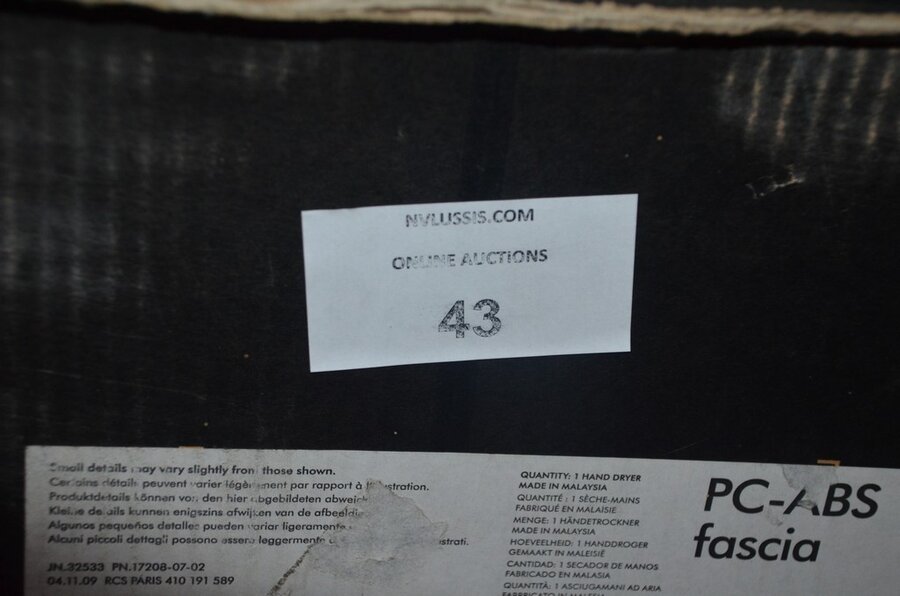 NVLUSSIS.COM
ONLINE AUCTIONS
43
Small details may vary slightly from those shown.
Certains détails peuvent varier légèrement par rapport à l'illustration.
Produktdetails können von den hier abgebildeten
Kleine details kunnen enigszins afwijken van de
Algunos pequeños detalles pueden variar ligeramente
Alcuni piccoli dettagli possono essere leggermente
JN.32533 PN.17208-07-02
04.11.09 RCS PARIS 410 191 589
QUANTITY: 1 HAND DRYER
MADE IN MALAYSIA
QUANTITÉ : 1 SÈCHE-MAINS
FABRIQUÉ EN MALAISIE
MENGE: 1 HÄNDETROCKNER
MADE IN MALAYSIA
HOEVEELHEID: 1 HANDDROGER
GEMAAKT IN MALEISIË
CANTIDAD: 1 SECADOR DE MANOS
FABRICADO EN MALASIA
QUANTITÀ: 1 ASCIUGAMANI AD ARIA
FABBRICATO IN MALESIA
PC-ABS
fascia